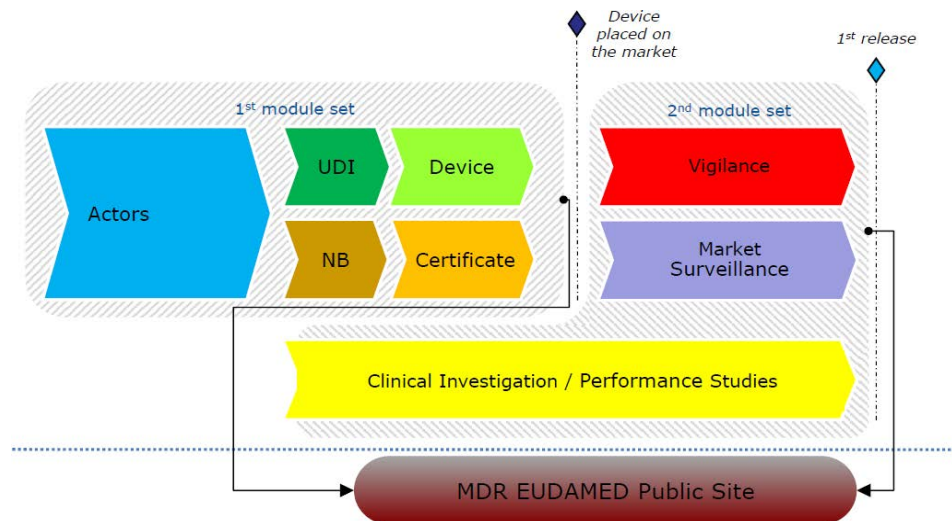 Device
placed on
the market
1st release
1st module set
2nd module set
Actors
UDI
Device
Vigilance
NB
Certificate
Market
Surveillance
Clinical Investigation / Performance Studies
MDR EUDAMED Public Site